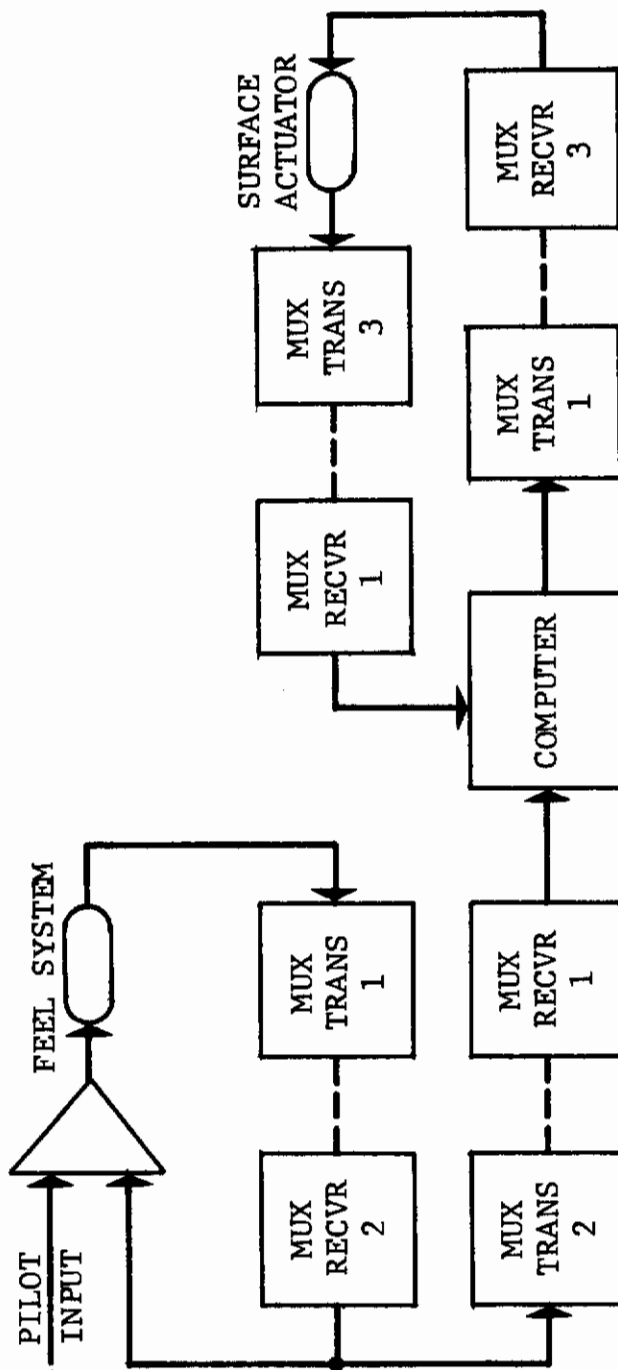 PILOT
INPUT
FEEL SYSTEM
MUX
RECVR
2
MUX
TRANS
1
MUX
RECVR
1
MUX
TRANS
3
SURFACE
ACTUATOR
MUX
TRANS
2
MUX
RECVR
1
COMPUTER
MUX
TRANS
1
MUX
RECVR
3